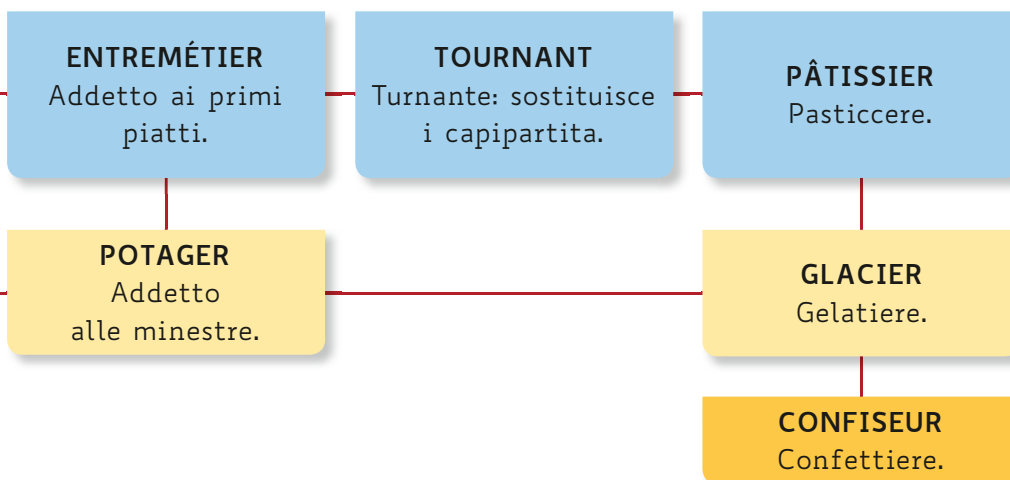 ENTREMÉTIER
Addetto ai primi
piatti.
TOURNANT
Turnante: sostituisce
i capipartita.
PÂTISSIER
Pasticcere.
POTAGER
Addetto
alle minestre.
GLACIER
Gelatiere.
CONFISEUR
Confettiere.